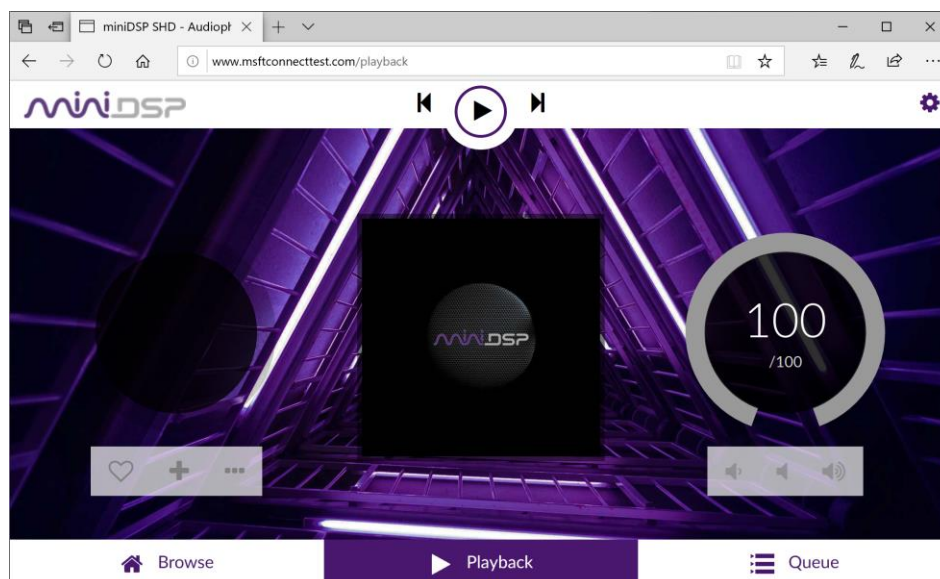 miniDSP SHD - Audioph
www.msftconnecttest.com/playback
miniDSP
miniDSP
100
/100
Browse
Playback
Queue